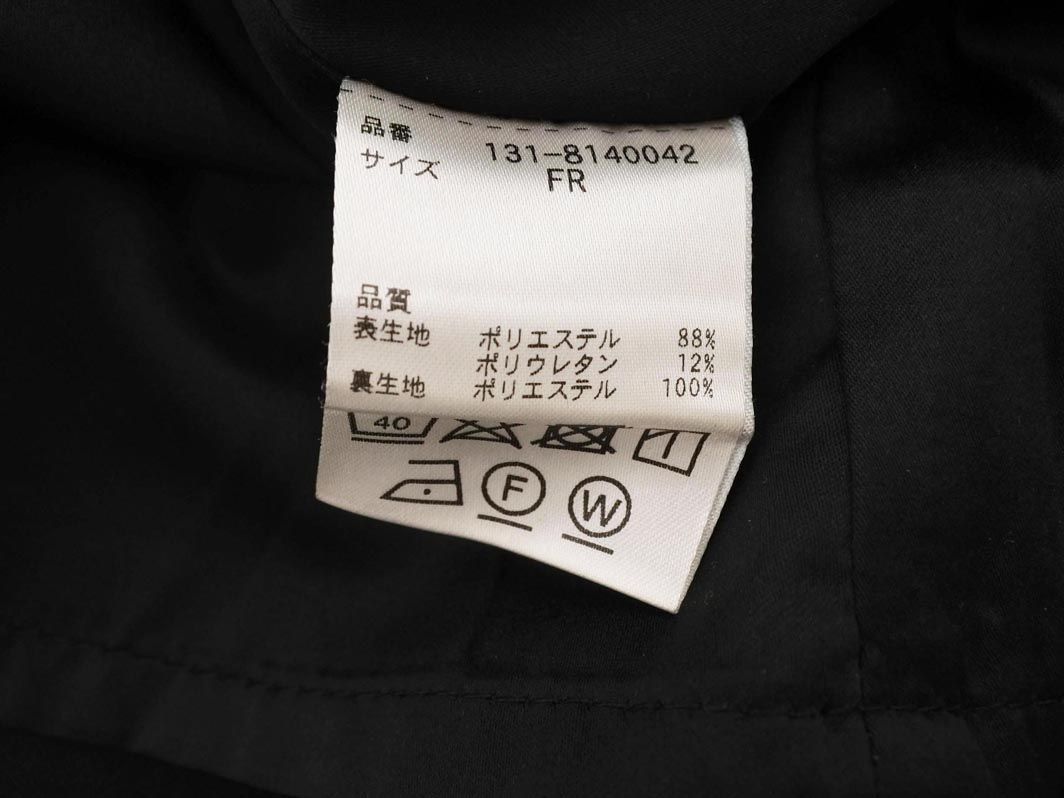 品番 131-8140042
サイズ FR
品質
表生地 ポリエステル 88%
ポリウレタン 12%
裏生地 ポリエステル 100%
40
F W